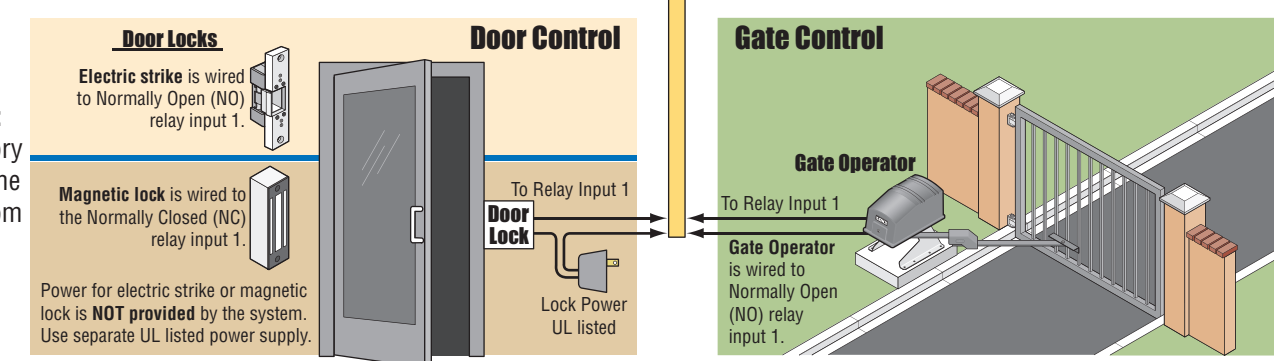 Door Locks
Door Control
Electric strike is wired
to Normally Open (NO)
relay input 1.
Magnetic lock is wired to
the Normally Closed (NC)
relay input 1.
Power for electric strike or magnetic
lock is NOT provided by the system.
Use separate UL listed power supply.
To Relay Input 1
Door
Lock
Lock Power
UL listed
Gate Control
Gate Operator
To Relay Input 1
Gate Operator
is wired to
Normally Open
(NO) relay
input 1.